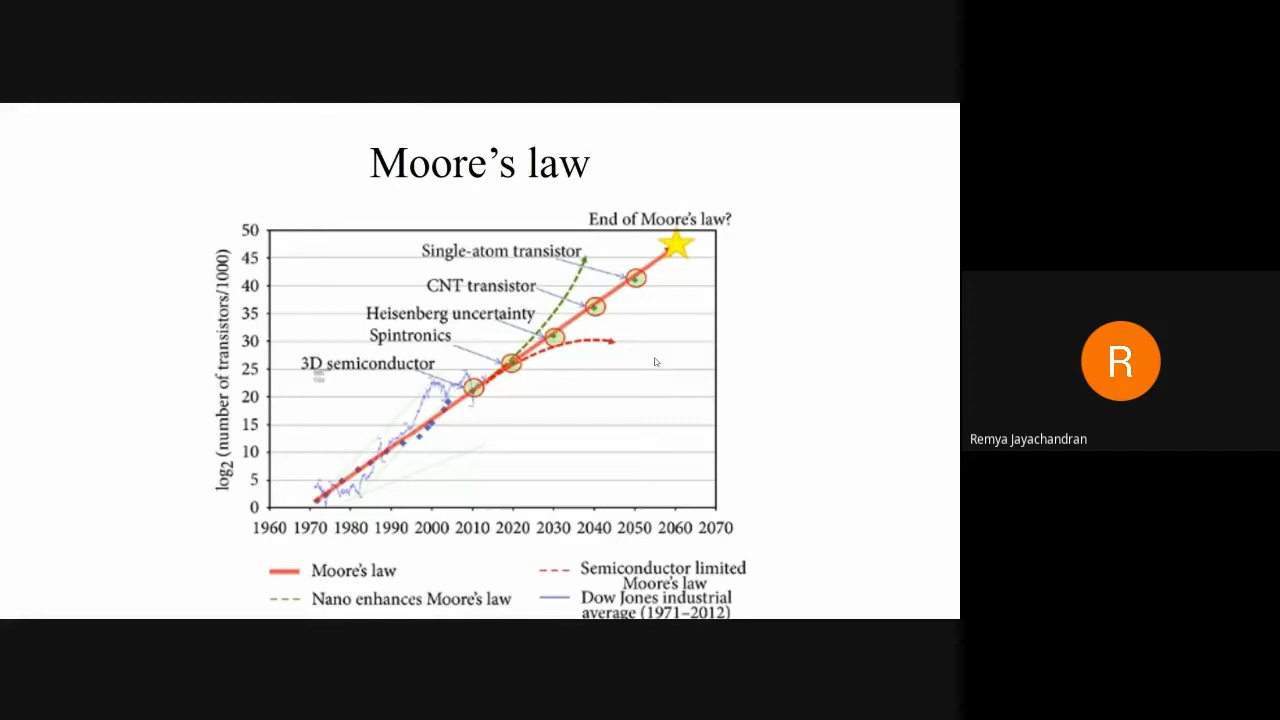 Moore's law
End of Moore's law?
50
45
40
35
30
25
20
15
10
5
0
log2 (number of transistors/1000)
Single-atom transistor
CNT transistor
Heisenberg uncertainty
Spintronics
3D semiconductor
1960 1970 1980 1990 2000 2010 2020 2030 2040 2050 2060 2070
Moore's law
Nano enhances Moore's law
Semiconductor limited
Moore's law
Dow Jones industrial
average (1971–2012)
R
Remya Jayachandran